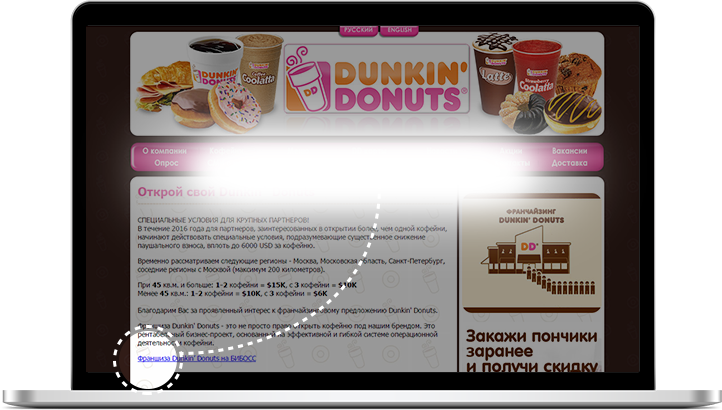 РУССКИЙ ENGLISH
DUNKIN'
DONUTS
DUNKIN'
DONUTS
Coolatta
DD
Latte
Strawberry
Coolatta
О компании Вакансии
Опрос Доставка
Открой свой
СПЕЦИАЛЬНЫЕ УСЛОВИЯ ДЛЯ КРУПНЫХ ПАРТНЕРОВ!
В течение 2016 года для партнеров, заинтересованных в открытии более, чем одной кофейни,
начинают действовать специальные условия, подразумевающие существенное снижение
паушального взноса, вплоть до 6000 USD за кофейню.
Временно рассматриваем следующие регионы - Москва, Московская область, Санкт-Петербург,
соседние регионы с Москвой (максимум 200 километров).
При 45 кв.м. и больше: 1-2 кофейни = $15K, с 3 кофейни = $10K
Менее 45 кв.м.: 1-2 кофейни = $10K, с 3 кофейни = $6K
Благодарим Вас за проявленный интерес к франчайзинговому предложению Dunkin' Donuts.
Франшиза Dunkin' Donuts - это не просто право открыть кофейню под нашим брендом. Это
рентабельный бизнес-проект, основанный на эффективной и гибкой системе операционной
деятельности кофейни.
Франшиза Dunkin' Donuts на БИБОСС
ФРАНЧАЙЗИНГ
DUNKIN' DONUTS
DD
Закажи пончики
заранее
и получи скидку